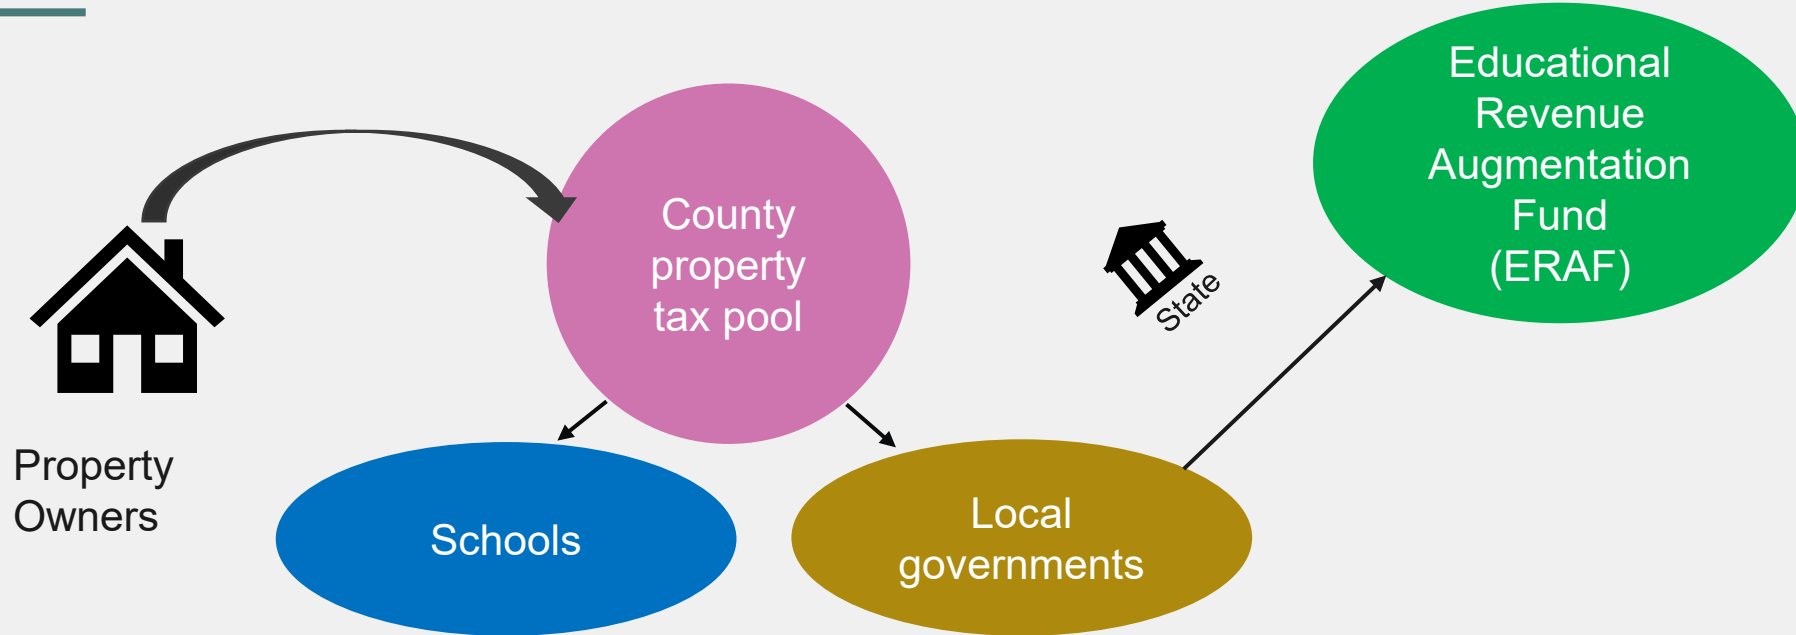 Property
Owners
County
property
tax pool
Schools
Local
governments
State
Educational
Revenue
Augmentation
Fund
(ERAF)